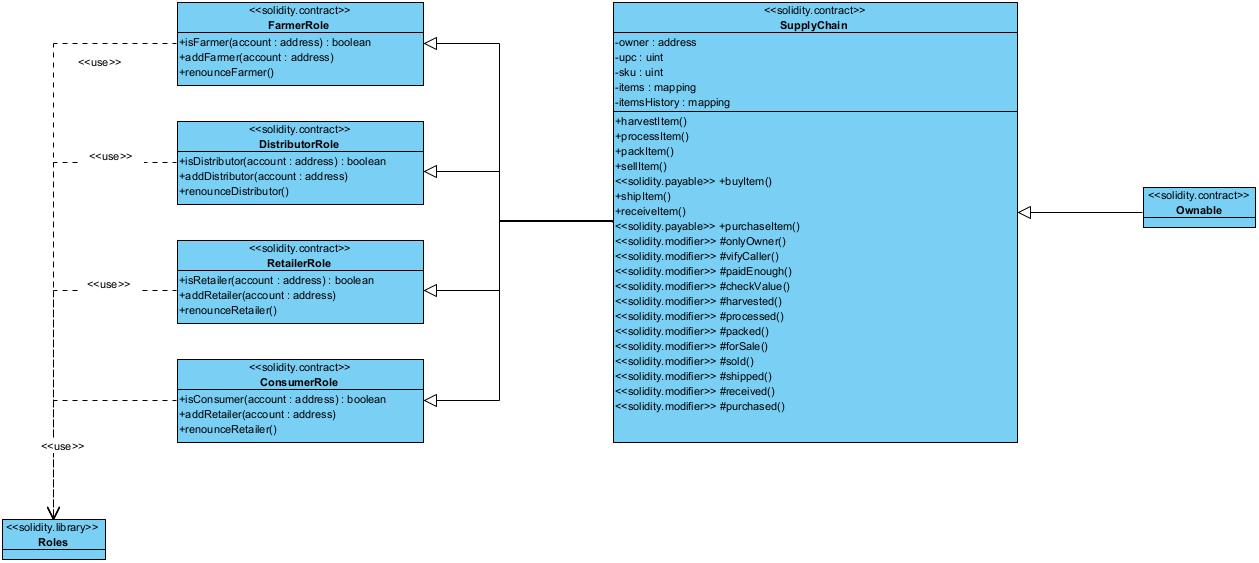 <<solidity.contract>>
FarmerRole
+isFarmer(account : address) : boolean
+addFarmer(account : address)
+renounceFarmer()
<<use>>
<<solidity.contract>>
DistributorRole
+isDistributor(account : address) : boolean
+addDistributor(account : address)
+renounceDistributor()
<<use>>
<<solidity.contract>>
RetailerRole
+isRetailer(account : address) : boolean
+addRetailer(account : address)
+renounceRetailer()
<<use>>
<<solidity.contract>>
ConsumerRole
+isConsumer(account : address) : boolean
+addRetailer(account : address)
+renounceRetailer()
<<use>>
<<solidity.library>>
Roles
<<solidity.contract>>
SupplyChain
-owner : address
-upc : uint
-sku : uint
-items : mapping
-itemsHistory : mapping
+harvestItem()
+processItem()
+packItem()
+sellItem()
<<solidity.payable>> +buyItem()
+shipItem()
+receiveItem()
<<solidity.payable>> +purchaseItem()
<<solidity.modifier>> #onlyOwner()
<<solidity.modifier>> #vifyCaller()
<<solidity.modifier>> #paidEnough()
<<solidity.modifier>> #checkValue()
<<solidity.modifier>> #harvested()
<<solidity.modifier>> #processed()
<<solidity.modifier>> #packed()
<<solidity.modifier>> #forSale()
<<solidity.modifier>> #sold()
<<solidity.modifier>> #shipped()
<<solidity.modifier>> #received()
<<solidity.modifier>> #purchased()
<<solidity.contract>>
Ownable